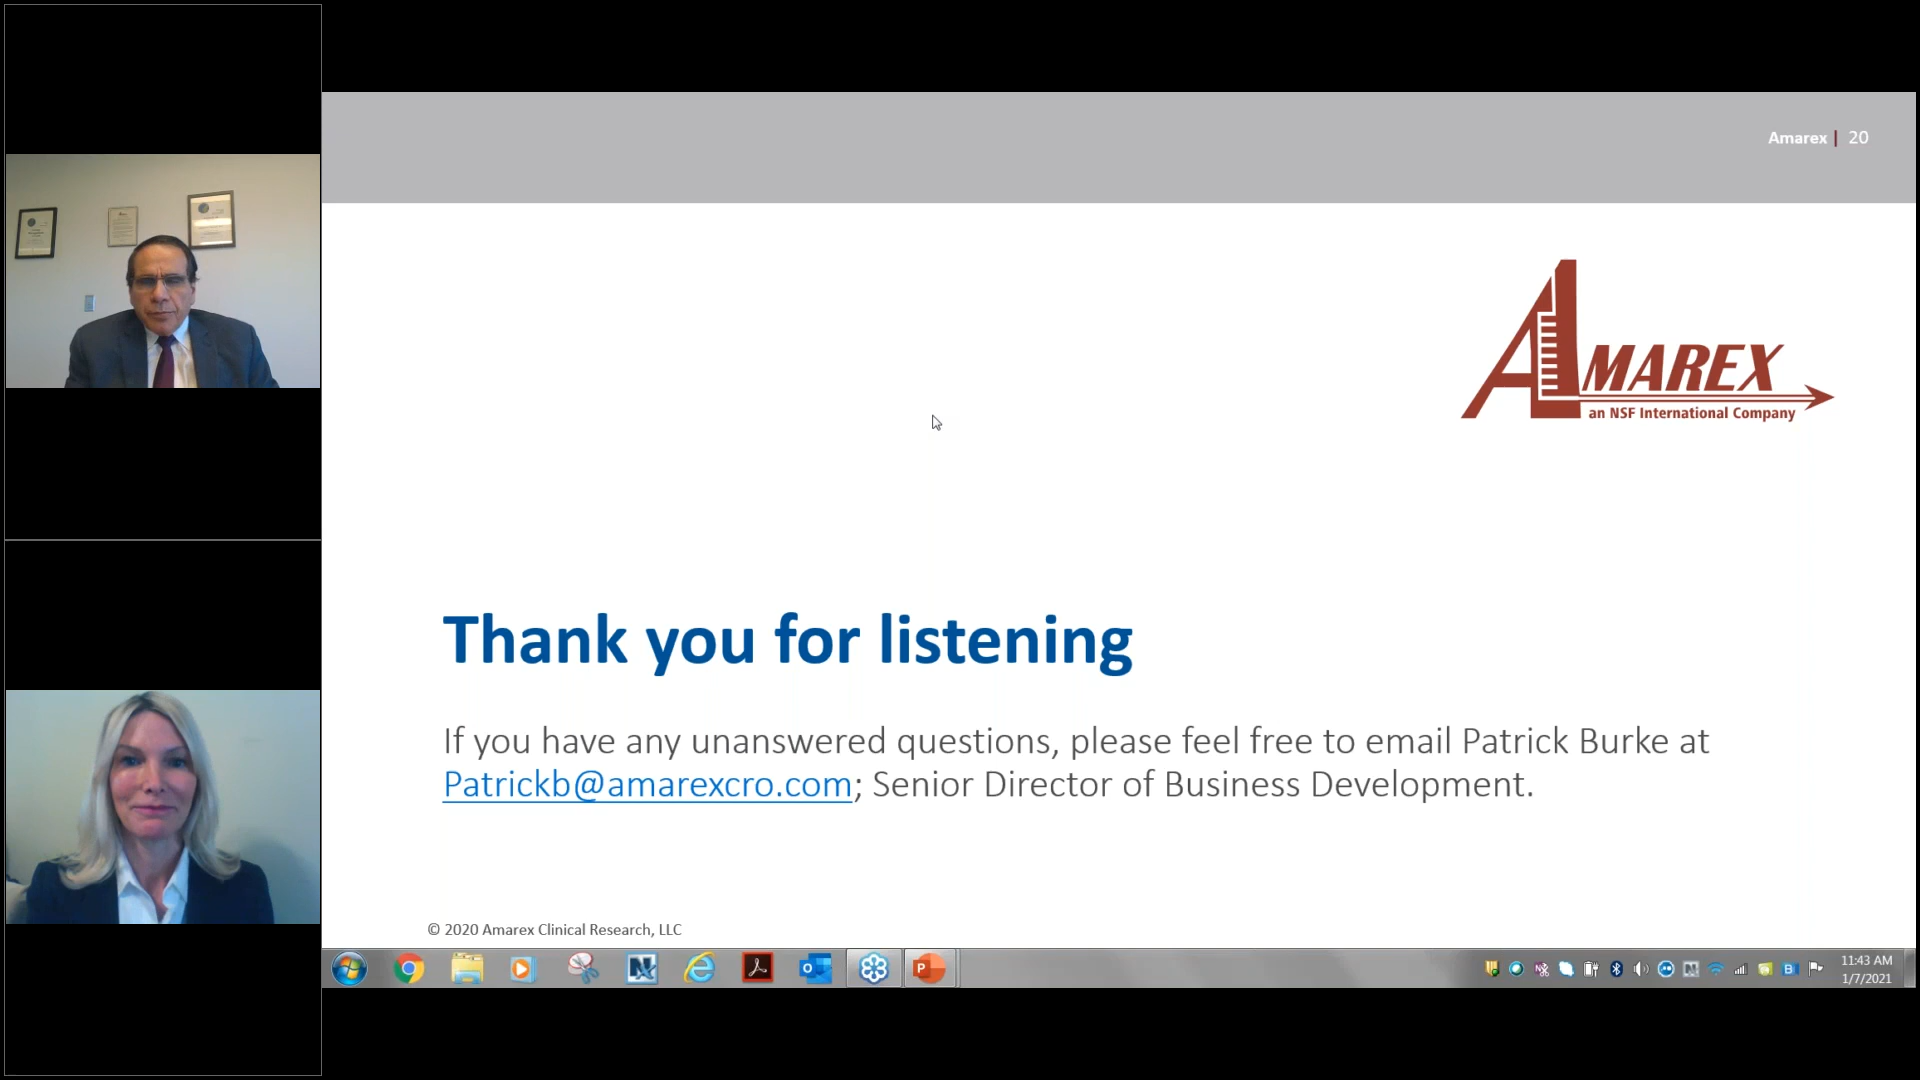 Amarex | 20
AMAREX
an NSF International Company
Thank you for listening
If you have any unanswered questions, please feel free to email Patrick Burke at
Patrickb@amarexcro.com; Senior Director of Business Development.
© 2020 Amarex Clinical Research, LLC
11:43 AM
1/7/2021